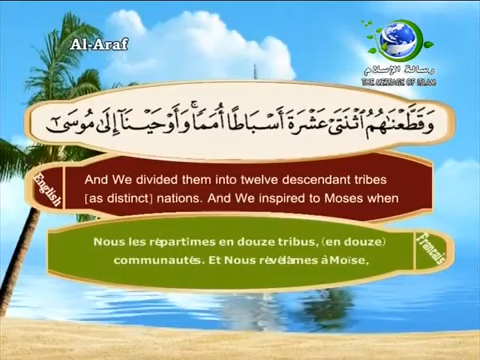 Al-Araf
رسالة الإسلام
THE MESSAGE OF ISLAM
وَقَطَّعْنَٰهُمُ ٱثْنَتَىْ عَشْرَةَ أَسْبَاطًا أُمَمًا ۚ وَأَوْحَيْنَآ إِلَىٰ مُوسَىٰٓ
English
And We divided them into twelve descendant tribes
[as distinct] nations. And We inspired to Moses when
Nous les répartîmes en douze tribus, (en douze)
communautés. Et Nous révélâmes à Moïse,
Francais